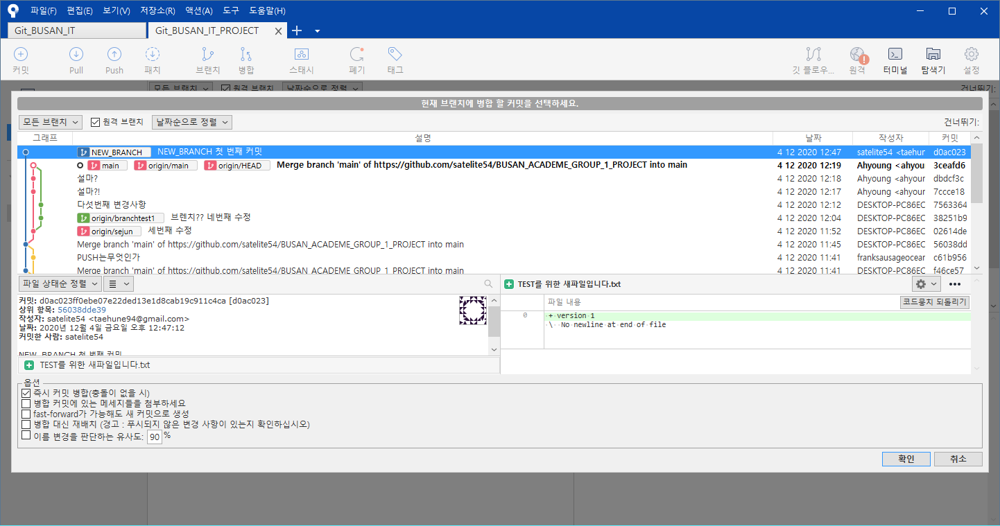 파일(F) 편집(E) 보기(V) 저장소(R) 액션(A) 도구 도움말(H)
Git_BUSAN_IT Git_BUSAN_IT_PROJECT
커밋 Pull Push 패치 브랜치 병합 스태시 폐기 태그 깃 플로우... 원격 터미널 탐색기 설정
모든 브랜치 원격 브랜치 날짜순으로 정렬 건너뛰기:
현재 브랜치에 병합 할 커밋을 선택하세요.
모든 브랜치 원격 브랜치 날짜순으로 정렬 건너뛰기:
그래프 설명 날짜 작성자 커밋
NEW_BRANCH NEW_BRANCH 첫 번째 커밋 4 12 2020 12:47 satelite54 <taehur d0ac023
main origin/main origin/HEAD Merge branch 'main' of https://github.com/satelite54/BUSAN_ACADEME_GROUP_1_PROJECT into main 4 12 2020 12:19 Ahyoung <ahyou 3ceafd6
설마? 4 12 2020 12:18 Ahyoung <ahyour dbdcf3c
설마?! 4 12 2020 12:17 Ahyoung <ahyour 7ccce18
다섯번째 변경사항 4 12 2020 12:12 DESKTOP-PC86EC 7563364
origin/branchtest1 브렌치?? 네번째 수정 4 12 2020 12:04 DESKTOP-PC86EC 38251b9
origin/sejun 세번째 수정 4 12 2020 11:52 DESKTOP-PC86EC 02614de
Merge branch 'main' of https://github.com/satelite54/BUSAN_ACADEME_GROUP_1_PROJECT into main 4 12 2020 11:45 DESKTOP-PC86EC 56038dd
PUSH는무엇인가 4 12 2020 11:41 franksausageocear c61b956
Merge branch 'main' of https://github.com/satelite54/BUSAN_ACADEME_GROUP_1_PROJECT into main 4 12 2020 11:41 DESKTOP-PC86EC f46ce57
파일 상태순 정렬 TEST를 위한 새파일입니다.txt
커밋: d0ac023ff0ebe07e22ded13e1d8cab19c911c4ca [d0ac023]
상위 항목: 56038dde39
작성자: satelite54 <taehune94@gmail.com>
날짜: 2020년 12월 4일 금요일 오후 12:47:12
커밋한 사람: satelite54
NEW_BRANCH 첫 번째 커밋
TEST를 위한 새파일입니다.txt
파일 내용 코드뭉치 되돌리기
0 + version 1
\ No newline at end of file
옵션
즉시 커밋 병합(충돌이 없을 시)
병합 커밋에 있는 메세지들을 첨부하세요
fast-forward가 가능해도 새 커밋으로 생성
병합 대신 재배치 (경고 : 푸시되지 않은 변경 사항이 있는지 확인하십시오)
이름 변경을 판단하는 유사도: 90 %
확인 취소